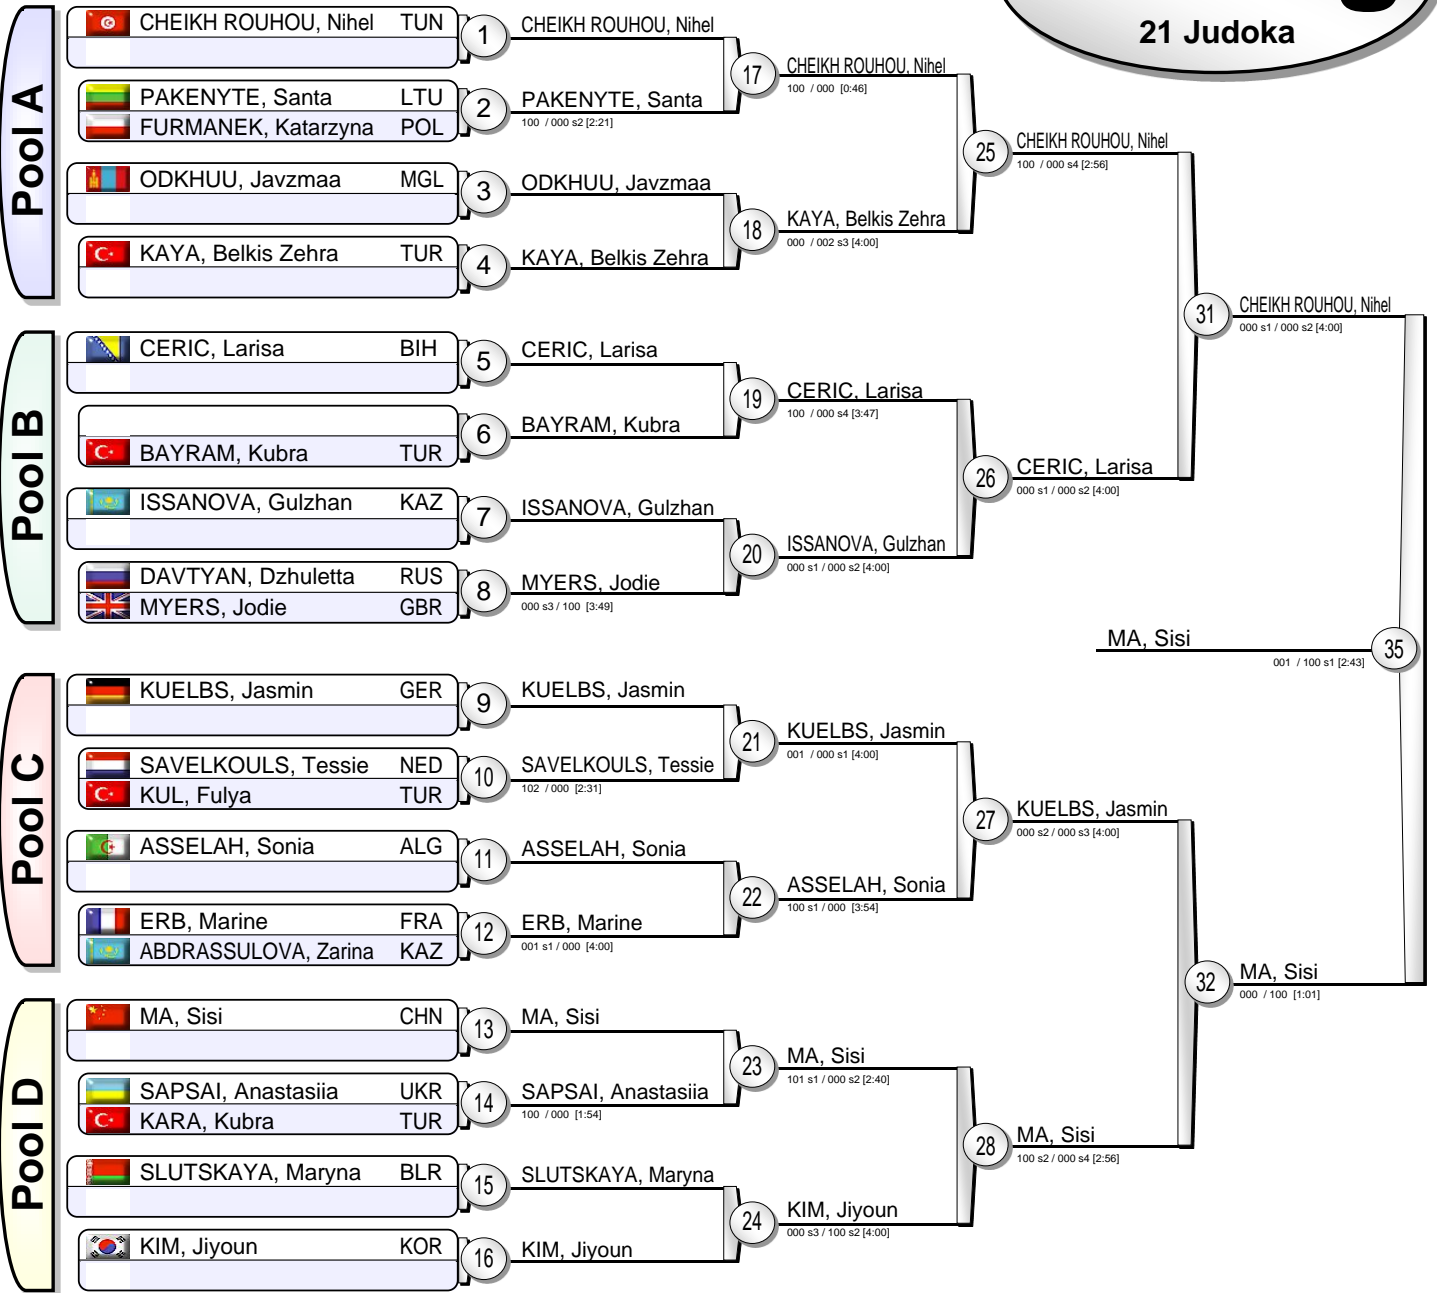 21 Judoka
Pool A
CHEIKH ROUHOU, Nihel TUN
1
CHEIKH ROUHOU, Nihel
PAKENYTE, Santa LTU
FURMANEK, Katarzyna POL
2
PAKENYTE, Santa
100 / 000 s2 [2:21]
17
CHEIKH ROUHOU, Nihel
100 / 000 [0:46]
ODKHUU, Javzmaa MGL
3
ODKHUU, Javzmaa
KAYA, Belkis Zehra TUR
4
KAYA, Belkis Zehra
18
KAYA, Belkis Zehra
000 / 002 s3 [4:00]
25
CHEIKH ROUHOU, Nihel
100 / 000 s4 [2:56]
Pool B
CERIC, Larisa BIH
5
CERIC, Larisa
BAYRAM, Kubra TUR
6
BAYRAM, Kubra
19
CERIC, Larisa
100 / 000 s4 [3:47]
ISSANOVA, Gulzhan KAZ
7
ISSANOVA, Gulzhan
DAVTYAN, Dzhuletta RUS
MYERS, Jodie GBR
8
MYERS, Jodie
000 s3 / 100 [3:49]
20
ISSANOVA, Gulzhan
000 s1 / 000 s2 [4:00]
26
CERIC, Larisa
000 s1 / 000 s2 [4:00]
31
CHEIKH ROUHOU, Nihel
000 s1 / 000 s2 [4:00]
MA, Sisi
001 / 100 s1 [2:43]
35
Pool C
KUELBS, Jasmin GER
9
KUELBS, Jasmin
SAVELKOULS, Tessie NED
KUL, Fulya TUR
10
SAVELKOULS, Tessie
102 / 000 [2:31]
21
KUELBS, Jasmin
001 / 000 s1 [4:00]
ASSELAH, Sonia ALG
11
ASSELAH, Sonia
ERB, Marine FRA
ABDRASSULOVA, Zarina KAZ
12
ERB, Marine
001 s1 / 000 [4:00]
22
ASSELAH, Sonia
100 s1 / 000 [3:54]
27
KUELBS, Jasmin
000 s2 / 000 s3 [4:00]
Pool D
MA, Sisi CHN
13
MA, Sisi
SAPSAI, Anastasiia UKR
KARA, Kubra TUR
14
SAPSAI, Anastasiia
100 / 000 [1:54]
23
MA, Sisi
101 s1 / 000 s2 [2:40]
SLUTSKAYA, Maryna BLR
15
SLUTSKAYA, Maryna
KIM, Jiyoun KOR
16
KIM, Jiyoun
24
KIM, Jiyoun
000 s3 / 100 s2 [4:00]
28
MA, Sisi
100 s2 / 000 s4 [2:56]
32
MA, Sisi
000 / 100 [1:01]